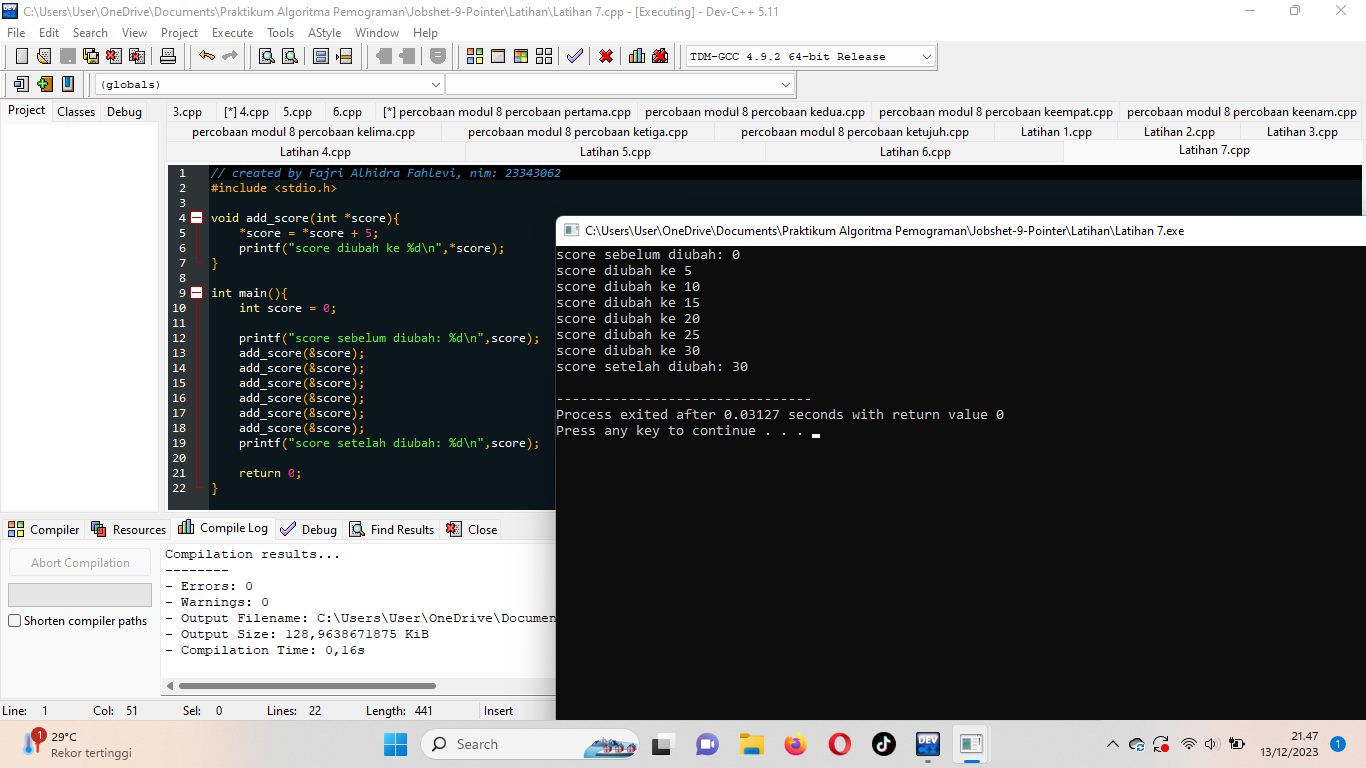 C:\Users\User\OneDrive\Documents\Praktikum Algoritma Pemograman\Jobshet-9-Pointer\Latihan\Latihan 7.cpp - [Executing] - Dev-C++ 5.11
File Edit Search View Project Execute Tools AStyle Window Help
TDM-GCC 4.9.2 64-bit Release
(globals)
Project Classes Debug
3.cpp [*] 4.cpp 5.cpp 6.cpp [*] percobaan modul 8 percobaan pertama.cpp percobaan modul 8 percobaan kedua.cpp percobaan modul 8 percobaan keempat.cpp percobaan modul 8 percobaan keenam.cpp
percobaan modul 8 percobaan kelima.cpp percobaan modul 8 percobaan ketiga.cpp percobaan modul 8 percobaan ketujuh.cpp Latihan 1.cpp Latihan 2.cpp Latihan 3.cpp
Latihan 4.cpp Latihan 5.cpp Latihan 6.cpp Latihan 7.cpp
1 // created by Fajri Alhidra Fahlevi, nim: 23343062
2 #include <stdio.h>
3
4 void add_score(int *score){
5 *score = *score + 5;
6 printf("score diubah ke %d\n",*score);
7 }
8
9 int main(){
10 int score = 0;
11
12 printf("score sebelum diubah: %d\n",score);
13 add_score(&score);
14 add_score(&score);
15 add_score(&score);
16 add_score(&score);
17 add_score(&score);
18 add_score(&score);
19 printf("score setelah diubah: %d\n",score);
20
21 return 0;
22 }
C:\Users\User\OneDrive\Documents\Praktikum Algoritma Pemograman\Jobshet-9-Pointer\Latihan\Latihan 7.exe
score sebelum diubah: 0
score diubah ke 5
score diubah ke 10
score diubah ke 15
score diubah ke 20
score diubah ke 25
score diubah ke 30
score setelah diubah: 30
--------------------------------
Process exited after 0.03127 seconds with return value 0
Press any key to continue . . .
Compiler Resources Compile Log Debug Find Results Close
Abort Compilation
Shorten compiler paths
Compilation results...
--------
- Errors: 0
- Warnings: 0
- Output Filename: C:\Users\User\OneDrive\Documen
- Output Size: 128,9638671875 KiB
- Compilation Time: 0,16s
Line: 1 Col: 51 Sel: 0 Lines: 22 Length: 441 Insert
1
29°C
Rekor tertinggi
Search
DEV
21.47
13/12/2023
1